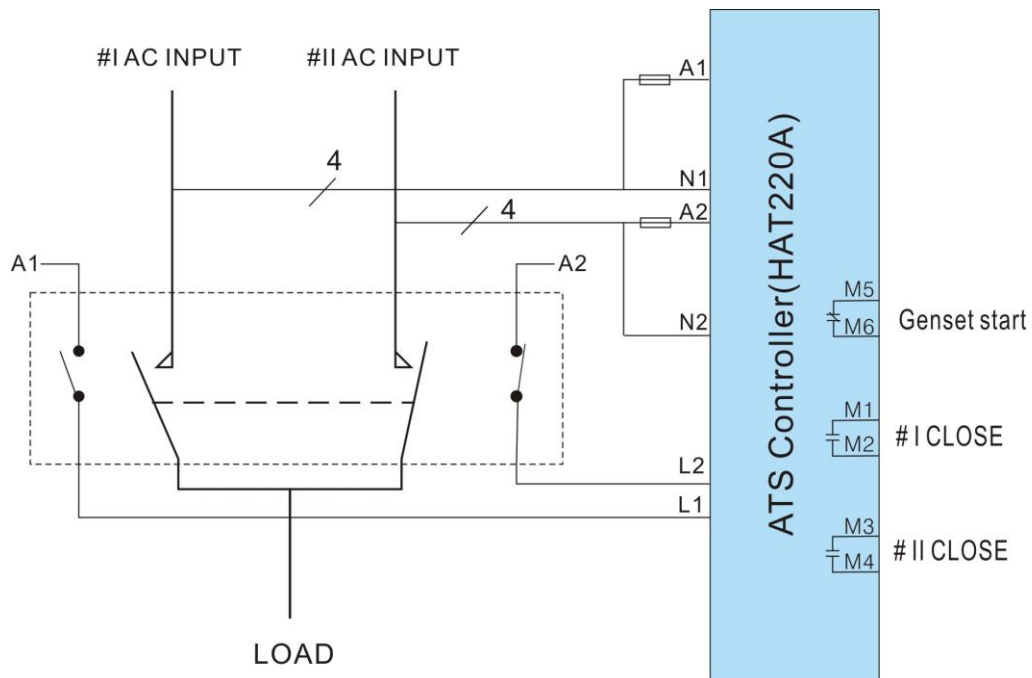 #I AC INPUT
#II AC INPUT
A1
4
N1
A2
4
A1
A2
N2
M5
M6
Genset start
M1
M2
# I CLOSE
L2
L1
M3
M4
# II CLOSE
LOAD
ATS Controller(HAT220A)